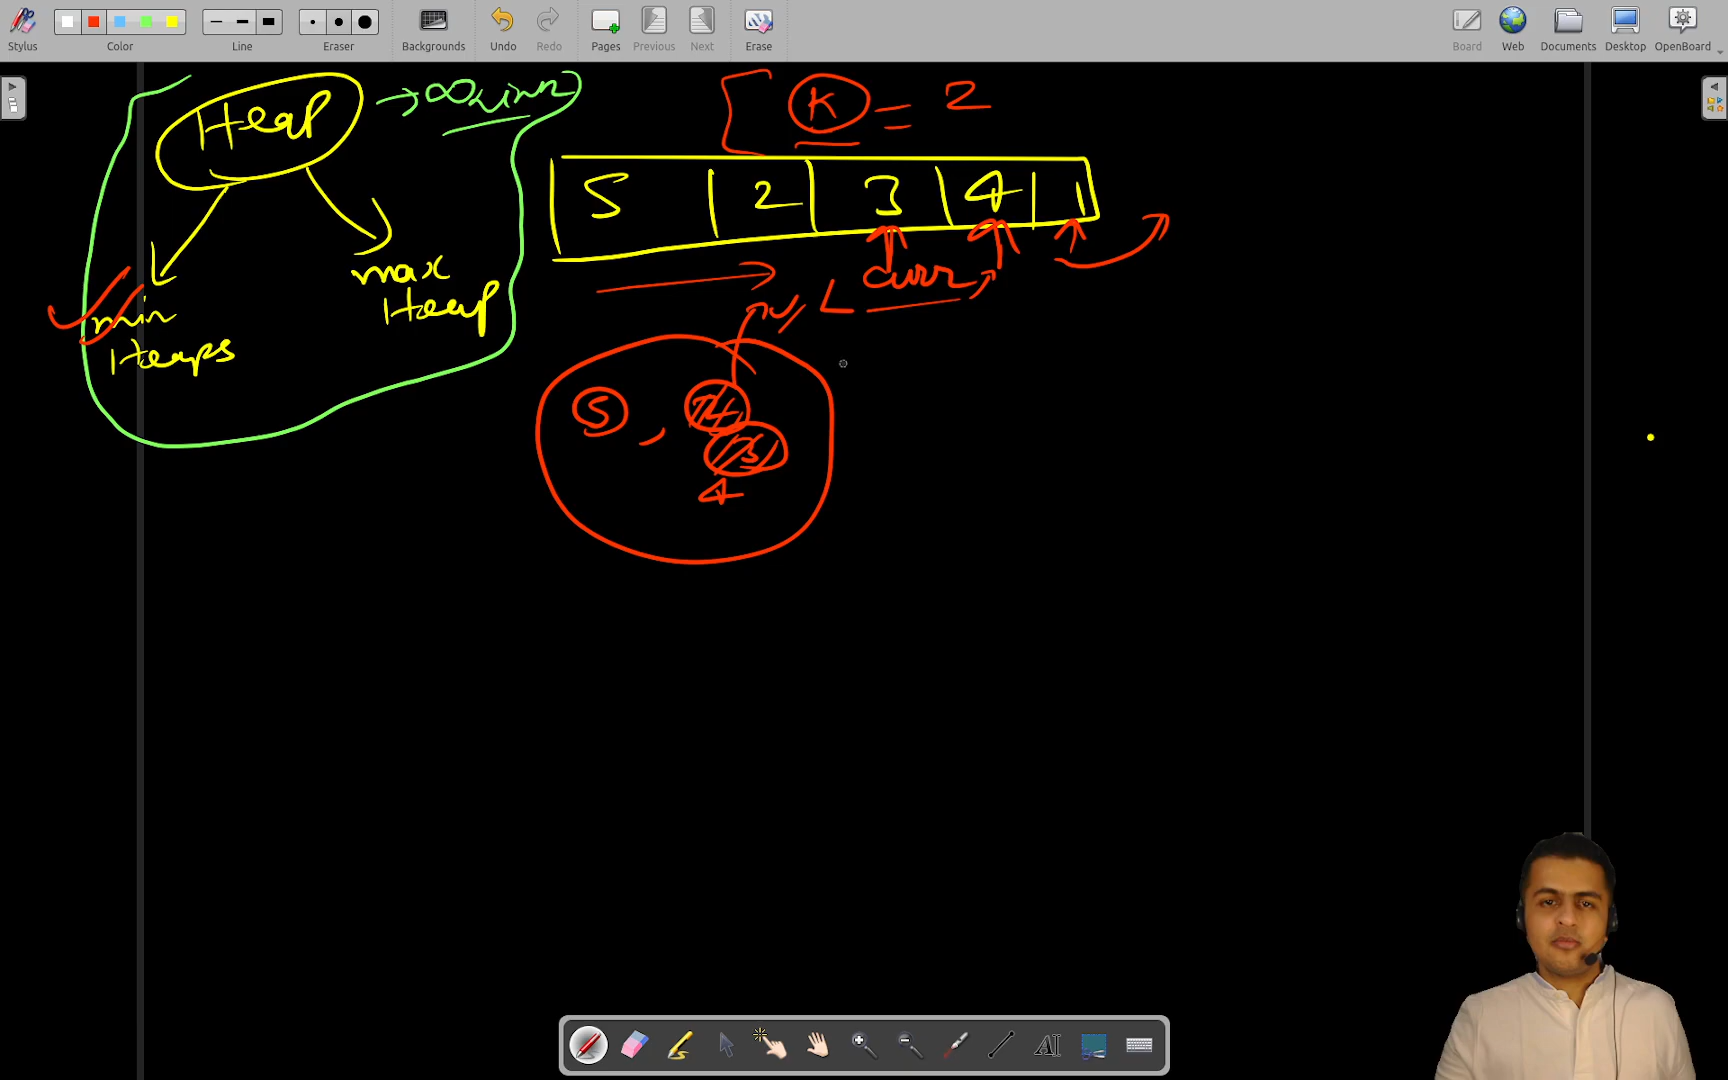 Stylus
Color
Line
Eraser
Backgrounds
Undo
Redo
Pages
Previous
Next
Erase
Board
Web
Documents
Desktop
OpenBoard
Heap
min
Heaps
max
Heap
K = 2
5 2 3 4 1
curr
5 ,
4